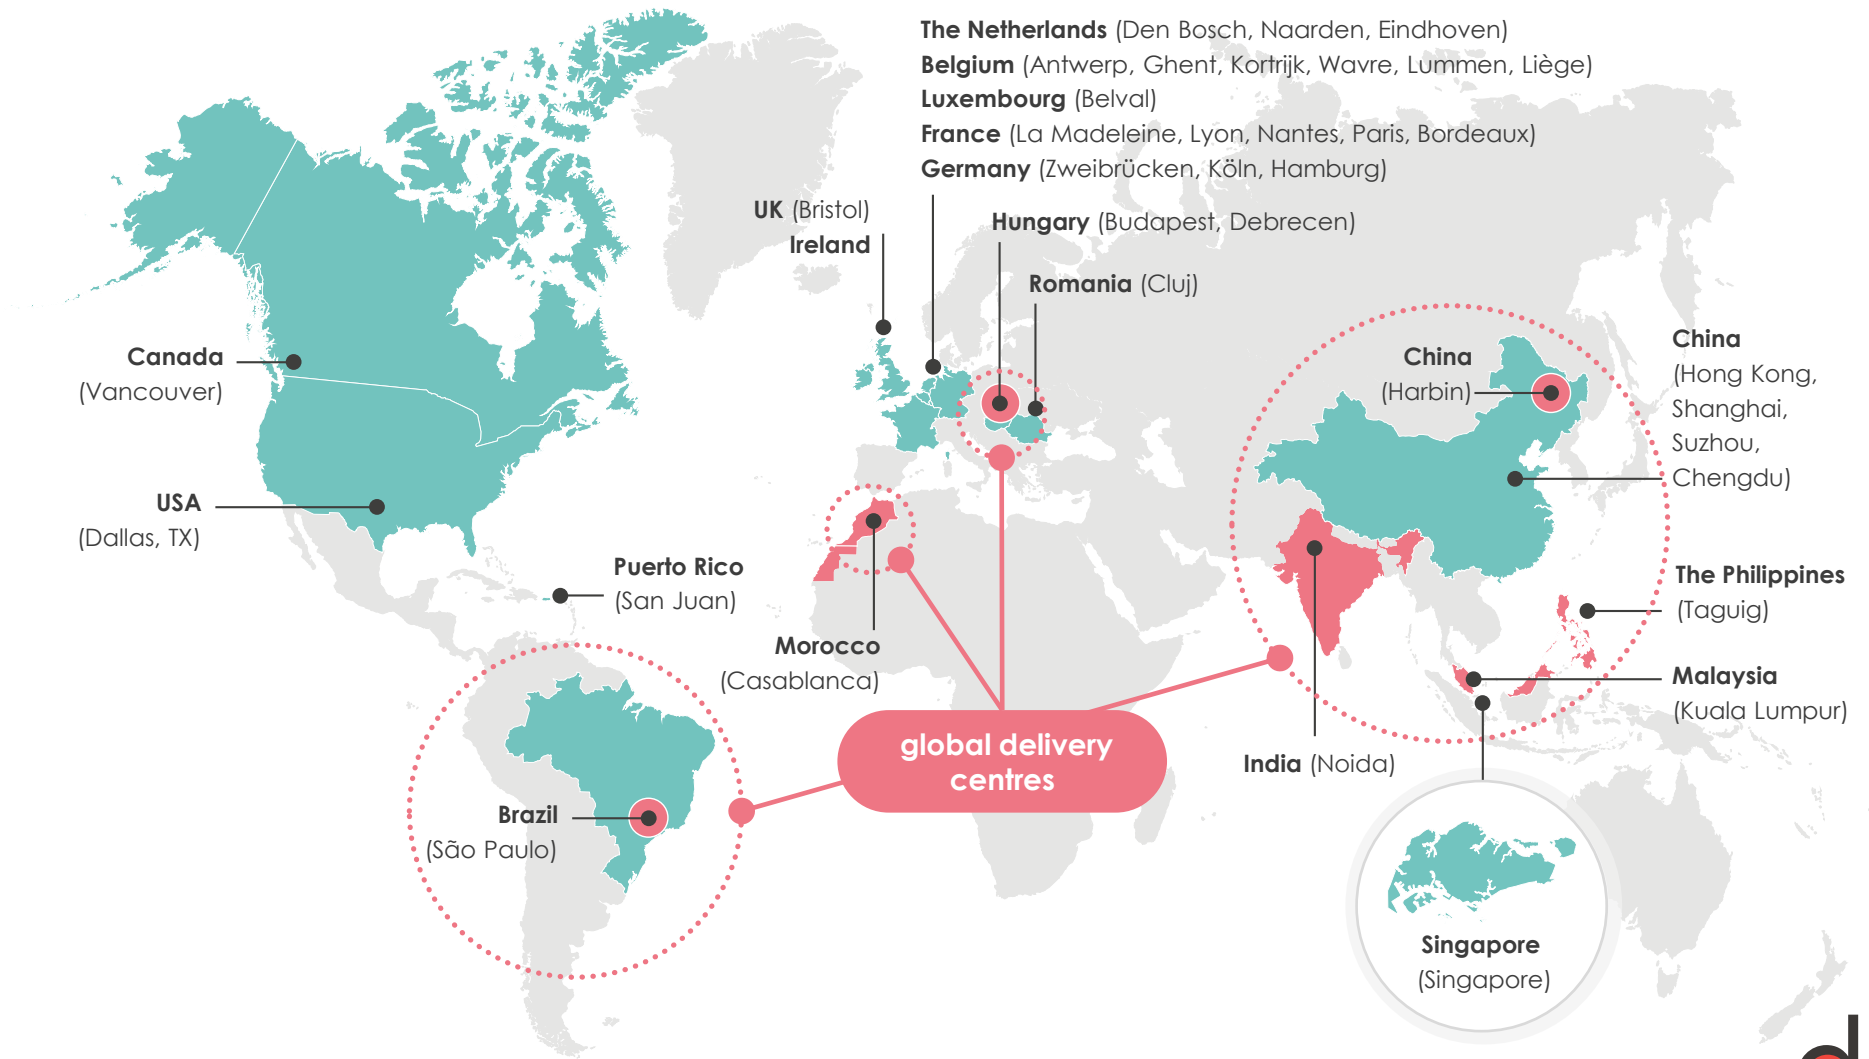 The Netherlands (Den Bosch, Naarden, Eindhoven)
Belgium (Antwerp, Ghent, Kortrijk, Wavre, Lummen, Liège)
Luxembourg (Belval)
France (La Madeleine, Lyon, Nantes, Paris, Bordeaux)
Germany (Zweibrücken, Köln, Hamburg)
UK (Bristol)
Ireland
Hungary (Budapest, Debrecen)
Romania (Cluj)
Canada
(Vancouver)
USA
(Dallas, TX)
Puerto Rico
(San Juan)
Morocco
(Casablanca)
Brazil
(São Paulo)
global delivery
centres
China
(Harbin)
China
(Hong Kong,
Shanghai,
Suzhou,
Chengdu)
The Philippines
(Taguig)
Malaysia
(Kuala Lumpur)
India (Noida)
Singapore
(Singapore)